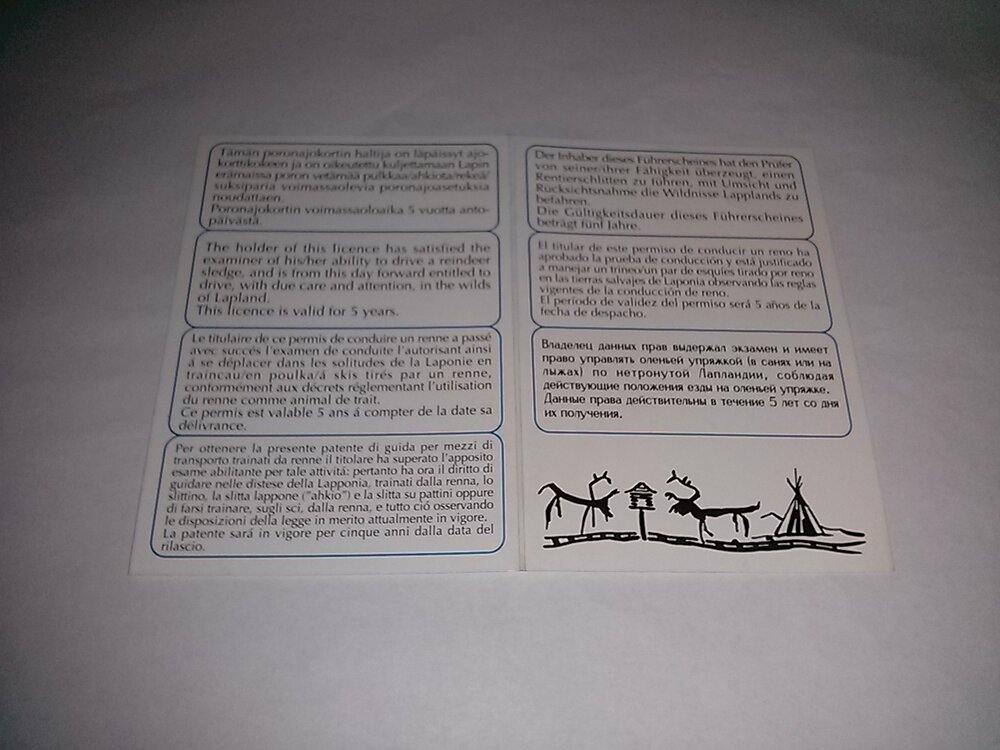 Tämän poronajokortin haltija on läpäissyt ajo-
korttikokeen ja on oikeutettu kuljettamaan Lapin
erämaissa poron vetämää pulkkaa/ahkiota/rekeä/
suksiparia voimassaolevia poronajoasetuksia
noudattaen.
Poronajokortin voimassaoloaika 5 vuotta anto-
päivästä.
The holder of this licence has satisfied the
examiner of his/her ability to drive a reindeer
sledge, and is from this day forward entitled to
drive, with due care and attention, in the wilds
of Lapland.
This licence is valid for 5 years.
Le titulaire de ce permis de conduire un renne a passé
avec succés l'examen de conduite l'autorisant ainsi
á se déplacer dans les solitudes de la Laponie en
traincau/en poulka/á skis tirés par un renne,
conformément aux décrets réglementant l'utilisation
du renne comme animal de trait.
Ce permis est valable 5 ans á compter de la date sa
délivrance.
Per ottenere la presente patente di guida per mezzi di
transporto trainati da renne il titolare ha superato l'apposito
esame abilitante per tale attivitá: pertanto ha ora il diritto di
guidare nelle distese della Lapponia, trainati dalla renna, lo
slittino, la slitta lappone ("ahkio") e la slitta su pattini oppure
di farsi trainare, sugli sci, dalla renna, e tutto ció osservando
le disposizioni della legge in merito attualmente in vigore.
La patente sará in vigore per cinque anni dalla data del
rilascio.
Der Inhaber dieses Führerscheines hat den Prüfer
von seiner/ihrer Fähigkeit überzeugt, einen
Rentierschlitten zu führen, mit Umsicht und
Rücksichtsnahme die Wildnisse Lapplands zu
befahren.
Die Gültigkeitsdauer dieses Führerscheines
beträgt fünf Jahre.
El titular de este permiso de conducir un reno ha
aprobado la prueba de conducción y está justificado
a manejar un trineo/un par de esquíes tirado por reno
en las tierras salvajes de Laponia observando las reglas
vigentes de la conducción de reno.
El período de validez del permiso será 5 años de la
fecha de despacho.
Владелец данных прав выдержал экзамен и имеет
право управлять оленьей упряжкой (в санях или на
лыжах) по нетронутой Лапландии, соблюдая
действующие положения езды на оленьей упряжке.
Данные права действительны в течение 5 лет со дня
их получения.